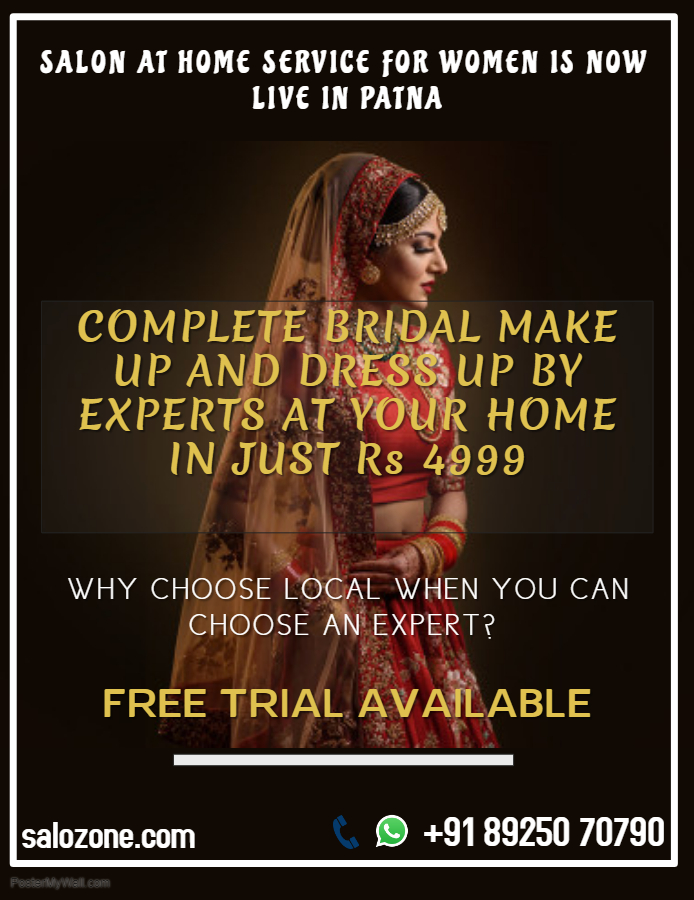 SALON AT HOME SERVICE FOR WOMEN IS NOW
LIVE IN PATNA
COMPLETE BRIDAL MAKE
UP AND DRESS UP BY
EXPERTS AT YOUR HOME
IN JUST Rs 4999
WHY CHOOSE LOCAL WHEN YOU CAN
CHOOSE AN EXPERT?
FREE TRIAL AVAILABLE
salozone.com
+91 89250 70790
PosterMyWall.com